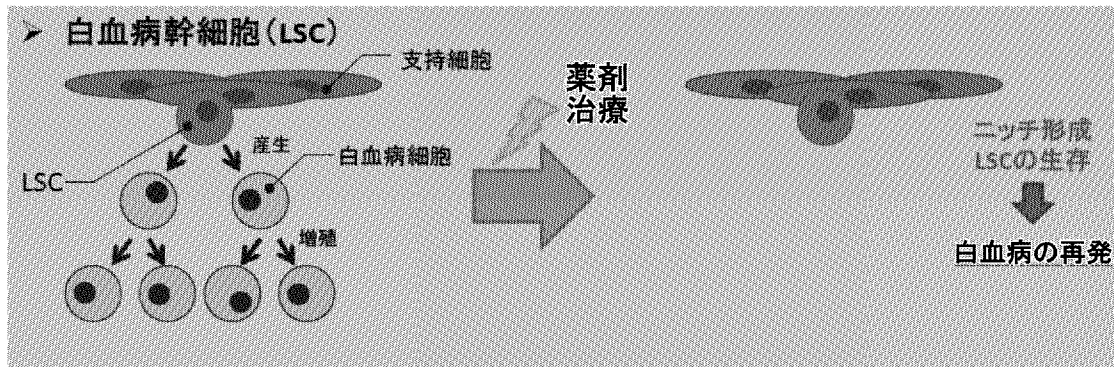 ➤ 白血病幹細胞（LSC）
支持細胞
薬剤
治療
産生
白血病細胞
LSC
増殖
ニッチ形成
LSCの生存
白血病の再発